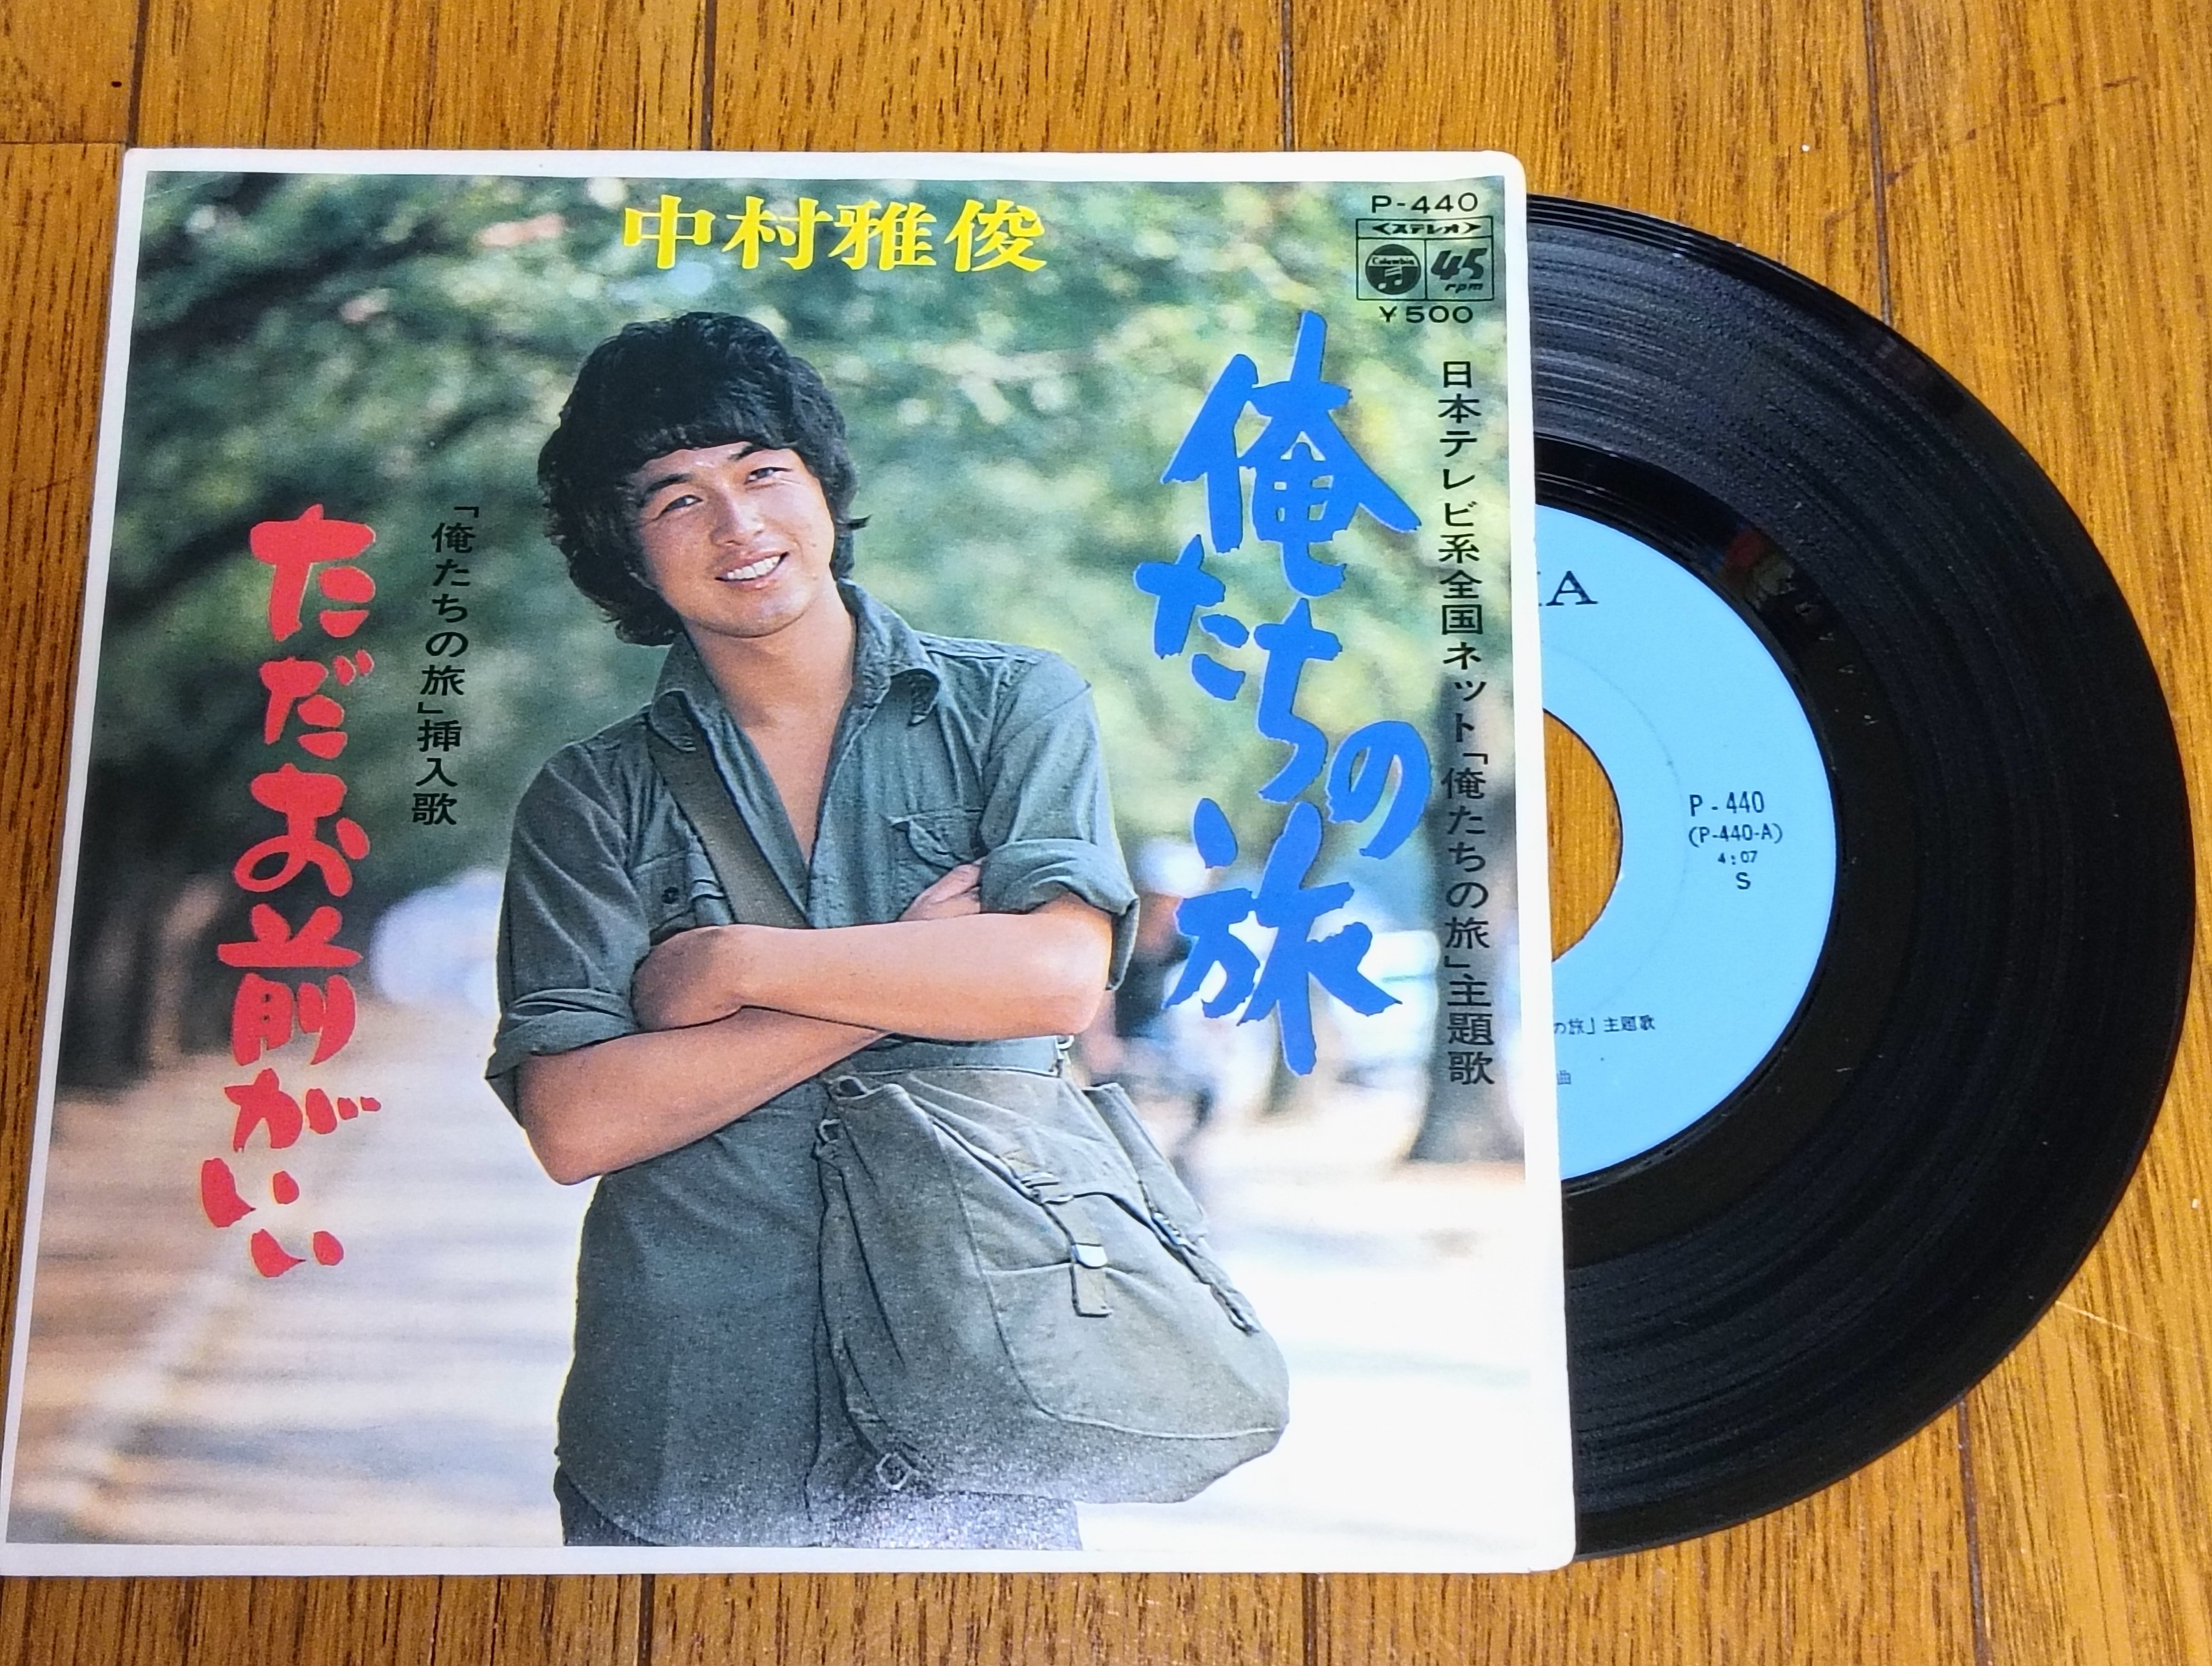 中村雅俊
P-440
<ステレオ>
Columbia
45
rpm
¥500
日本テレビ系全国ネット「俺たちの旅」主題歌
俺たちの旅
「俺たちの旅」挿入歌
ただお前がいい
IA
P-440
(P-440-A)
4:07
S
の旅」主題歌
曲